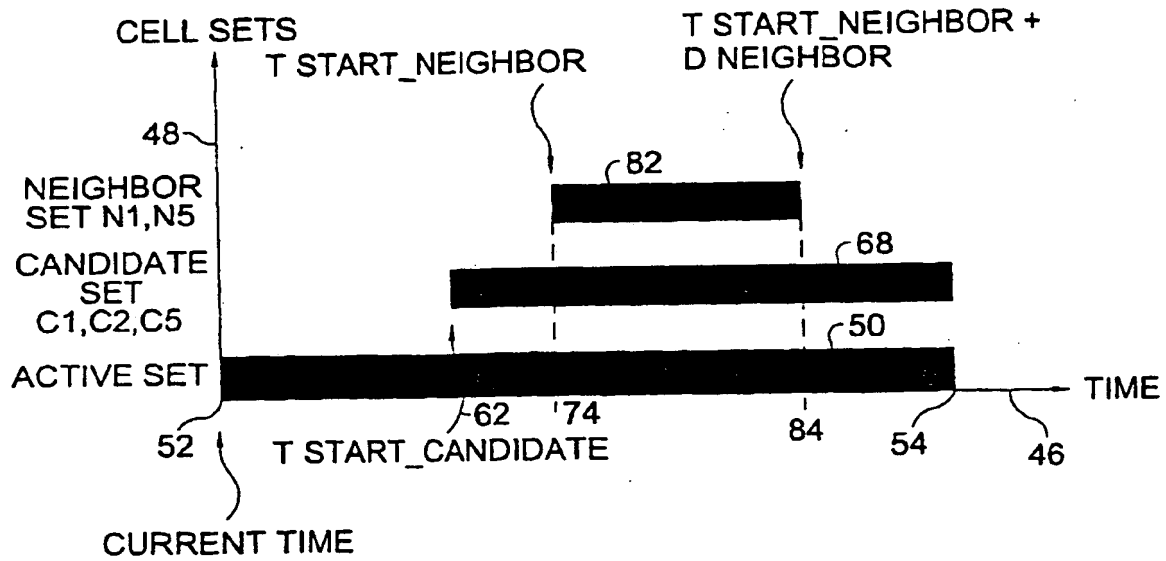 CELL SETS
T START_NEIGHBOR
T START_NEIGHBOR +
D NEIGHBOR
48
82
NEIGHBOR
SET N1,N5
68
CANDIDATE
SET
C1,C2,C5
50
ACTIVE SET
TIME
52
62
74
84
54
46
T START_CANDIDATE
CURRENT TIME